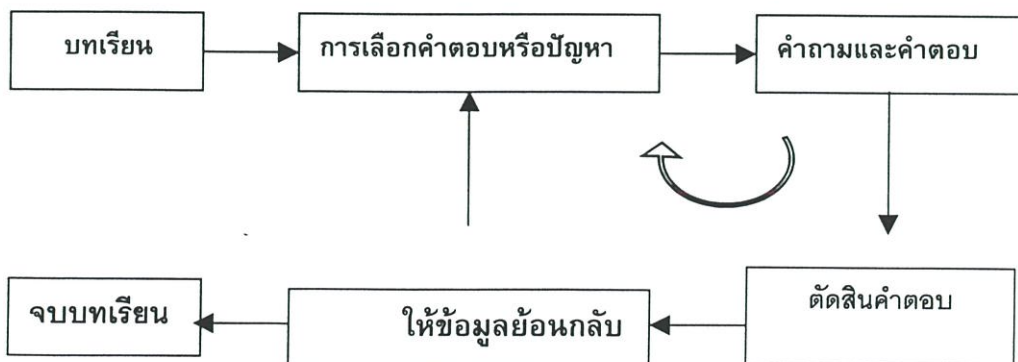 บทเรียน
การเลือกคำตอบหรือปัญหา
คำถามและคำตอบ
จบบทเรียน
ให้ข้อมูลย้อนกลับ
ตัดสินคำตอบ